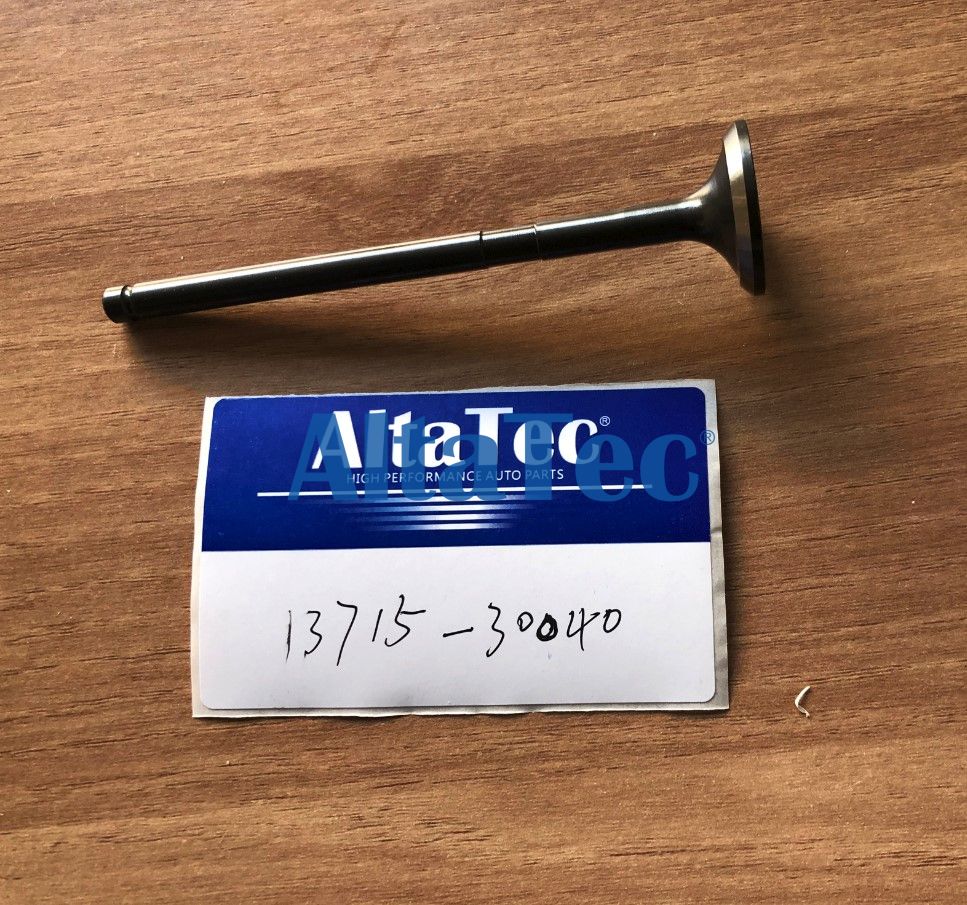 AltaTec®
HIGH PERFORMANCE AUTO PARTS
AltaTec®
13715-30040